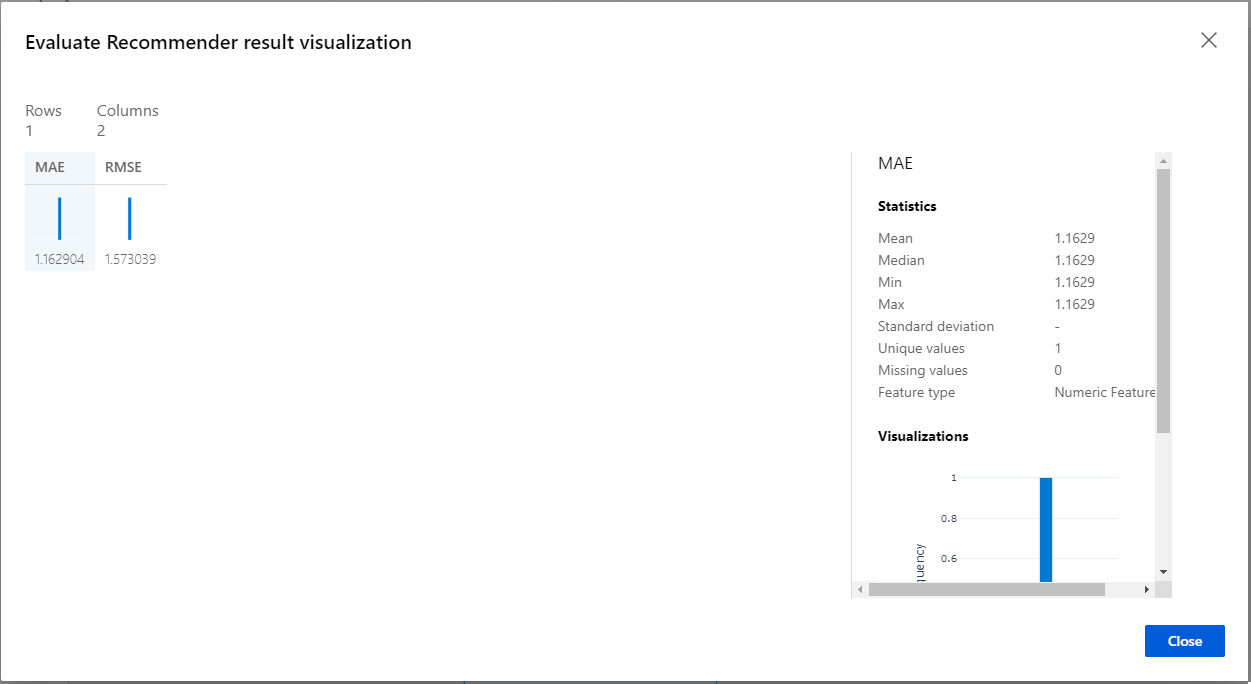 Evaluate Recommender result visualization
Rows Columns
1 2
MAE RMSE
1.162904 1.573039
MAE
Statistics
Mean 1.1629
Median 1.1629
Min 1.1629
Max 1.1629
Standard deviation -
Unique values 1
Missing values 0
Feature type Numeric Feature
Visualizations
1
0.8
0.6
Close